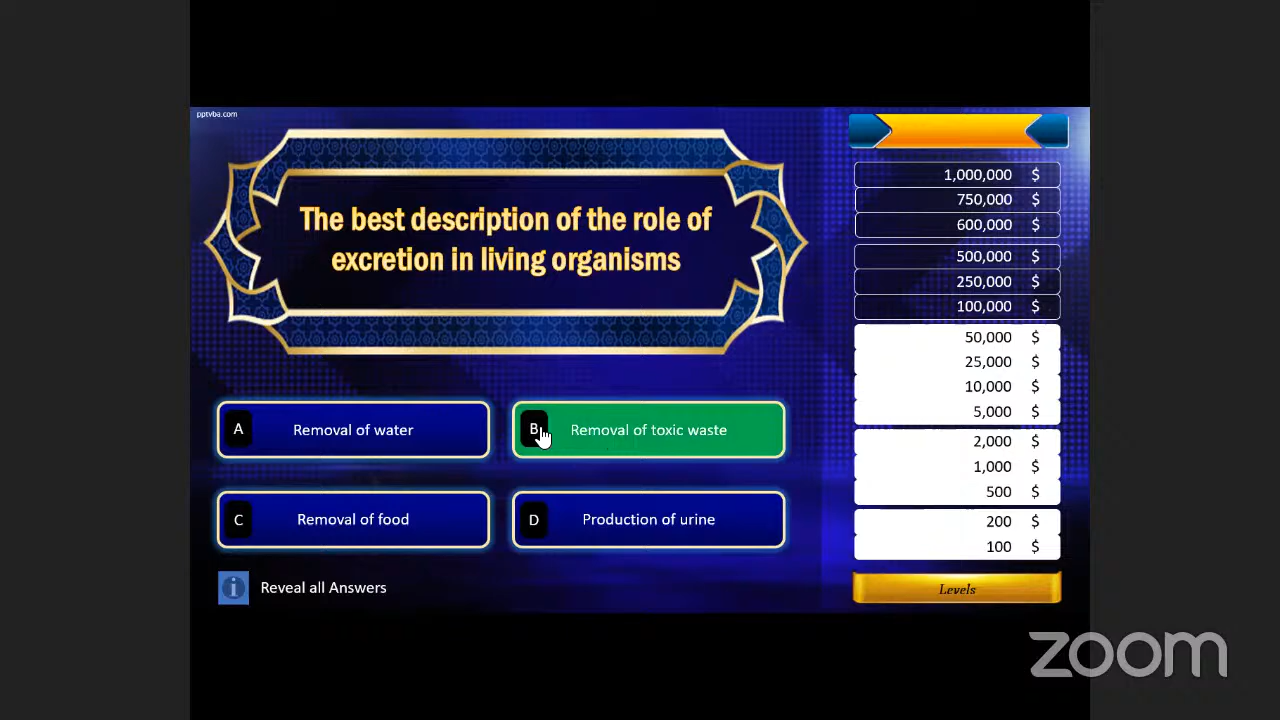 pptvba.com
The best description of the role of
excretion in living organisms
A Removal of water
B Removal of toxic waste
C Removal of food
D Production of urine
Reveal all Answers
1,000,000 $
750,000 $
600,000 $
500,000 $
250,000 $
100,000 $
50,000 $
25,000 $
10,000 $
5,000 $
2,000 $
1,000 $
500 $
200 $
100 $
Levels
zoom